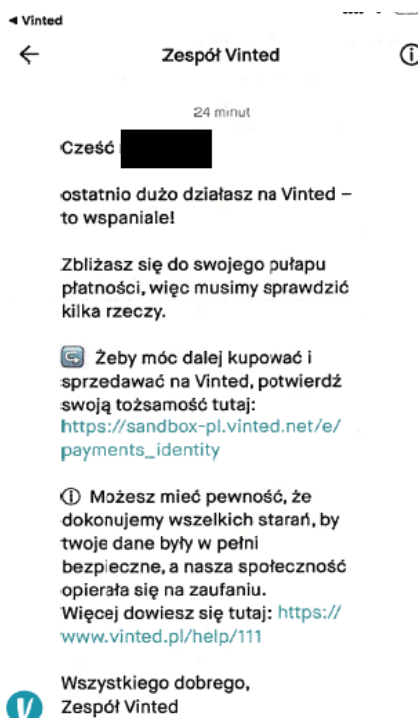 Vinted
Zespół Vinted
24 minut
Cześć
ostatnio dużo działasz na Vinted –
to wspaniale!
Zbliżasz się do swojego pułapu
płatności, więc musimy sprawdzić
kilka rzeczy.
Żeby móc dalej kupować i
sprzedawać na Vinted, potwierdź
swoją tożsamość tutaj:
https://sandbox-pl.vinted.net/e/
payments_identity
Możesz mieć pewność, że
dokonujemy wszelkich starań, by
twoje dane były w pełni
bezpieczne, a nasza społeczność
opierała się na zaufaniu.
Więcej dowiesz się tutaj: https://
www.vinted.pl/help/111
Wszystkiego dobrego,
Zespół Vinted